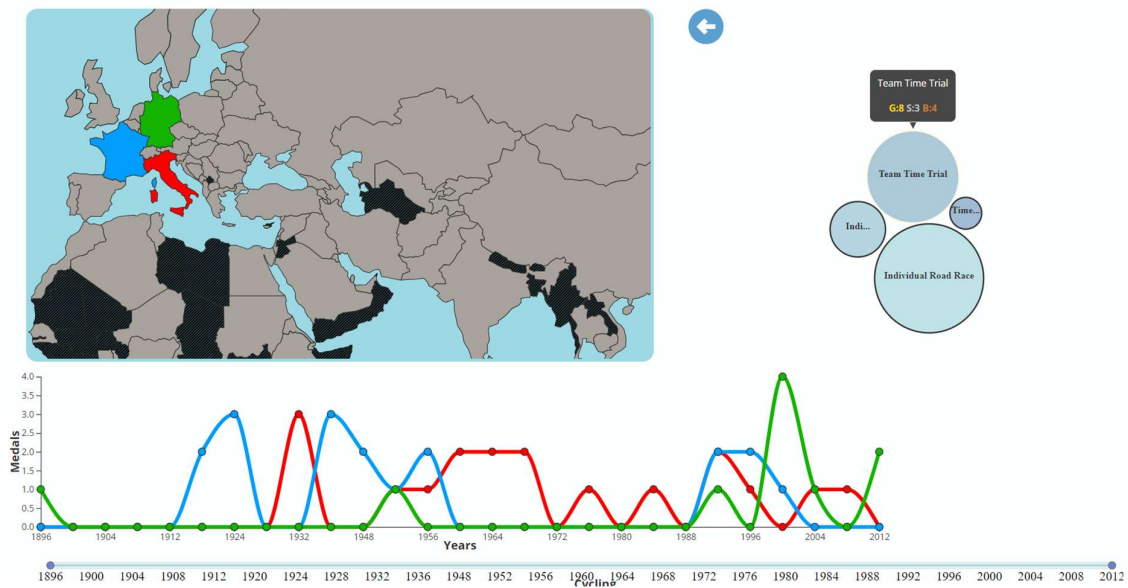 Team Time Trial
G:8 S:3 B:4
Team Time Trial
Time...
Indi...
Individual Road Race
4.0
3.5
3.0
2.5
2.0
1.5
1.0
0.5
0.0
Medals
1896 1904 1912 1924 1932 1948 1956 1964 1972 1980 1988 1996 2004 2012
Years
1896 1900 1904 1908 1912 1920 1924 1928 1932 1936 1948 1952 1956 1960 1964 1968 1972 1976 1980 1984 1988 1992 1996 2000 2004 2008 2012
Cycling